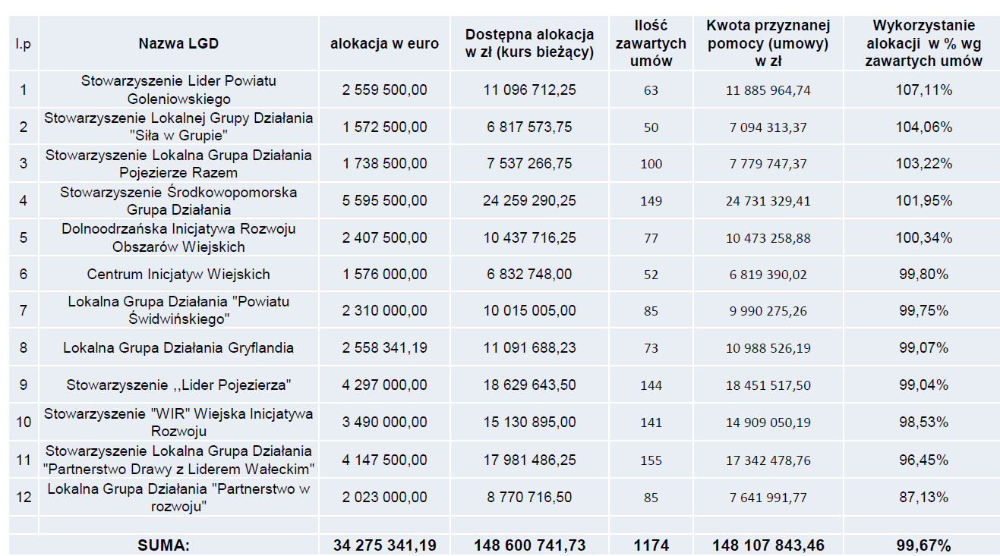 l.p Nazwa LGD alokacja w euro Dostępna alokacja w zł (kurs bieżący) Ilość zawartych umów Kwota przyznanej pomocy (umowy) w zł Wykorzystanie alokacji w % wg zawartych umów
1 Stowarzyszenie Lider Powiatu Goleniowskiego 2 559 500,00 11 096 712,25 63 11 885 964,74 107,11%
2 Stowarzyszenie Lokalnej Grupy Działania "Siła w Grupie" 1 572 500,00 6 817 573,75 50 7 094 313,37 104,06%
3 Stowarzyszenie Lokalna Grupa Działania Pojezierze Razem 1 738 500,00 7 537 266,75 100 7 779 747,37 103,22%
4 Stowarzyszenie Środkowopomorska Grupa Działania 5 595 500,00 24 259 290,25 149 24 731 329,41 101,95%
5 Dolnoodrzańska Inicjatywa Rozwoju Obszarów Wiejskich 2 407 500,00 10 437 716,25 77 10 473 258,88 100,34%
6 Centrum Inicjatyw Wiejskich 1 576 000,00 6 832 748,00 52 6 819 390,02 99,80%
7 Lokalna Grupa Działania "Powiatu Świdwińskiego" 2 310 000,00 10 015 005,00 85 9 990 275,26 99,75%
8 Lokalna Grupa Działania Gryflandia 2 558 341,19 11 091 688,23 73 10 988 526,19 99,07%
9 Stowarzyszenie ,,Lider Pojezierza" 4 297 000,00 18 629 643,50 144 18 451 517,50 99,04%
10 Stowarzyszenie "WIR" Wiejska Inicjatywa Rozwoju 3 490 000,00 15 130 895,00 141 14 909 050,19 98,53%
11 Stowarzyszenie Lokalna Grupa Działania "Partnerstwo Drawy z Liderem Wałeckim" 4 147 500,00 17 981 486,25 155 17 342 478,76 96,45%
12 Lokalna Grupa Działania "Partnerstwo w rozwoju" 2 023 000,00 8 770 716,50 85 7 641 991,77 87,13%
SUMA: 34 275 341,19 148 600 741,73 1174 148 107 843,46 99,67%